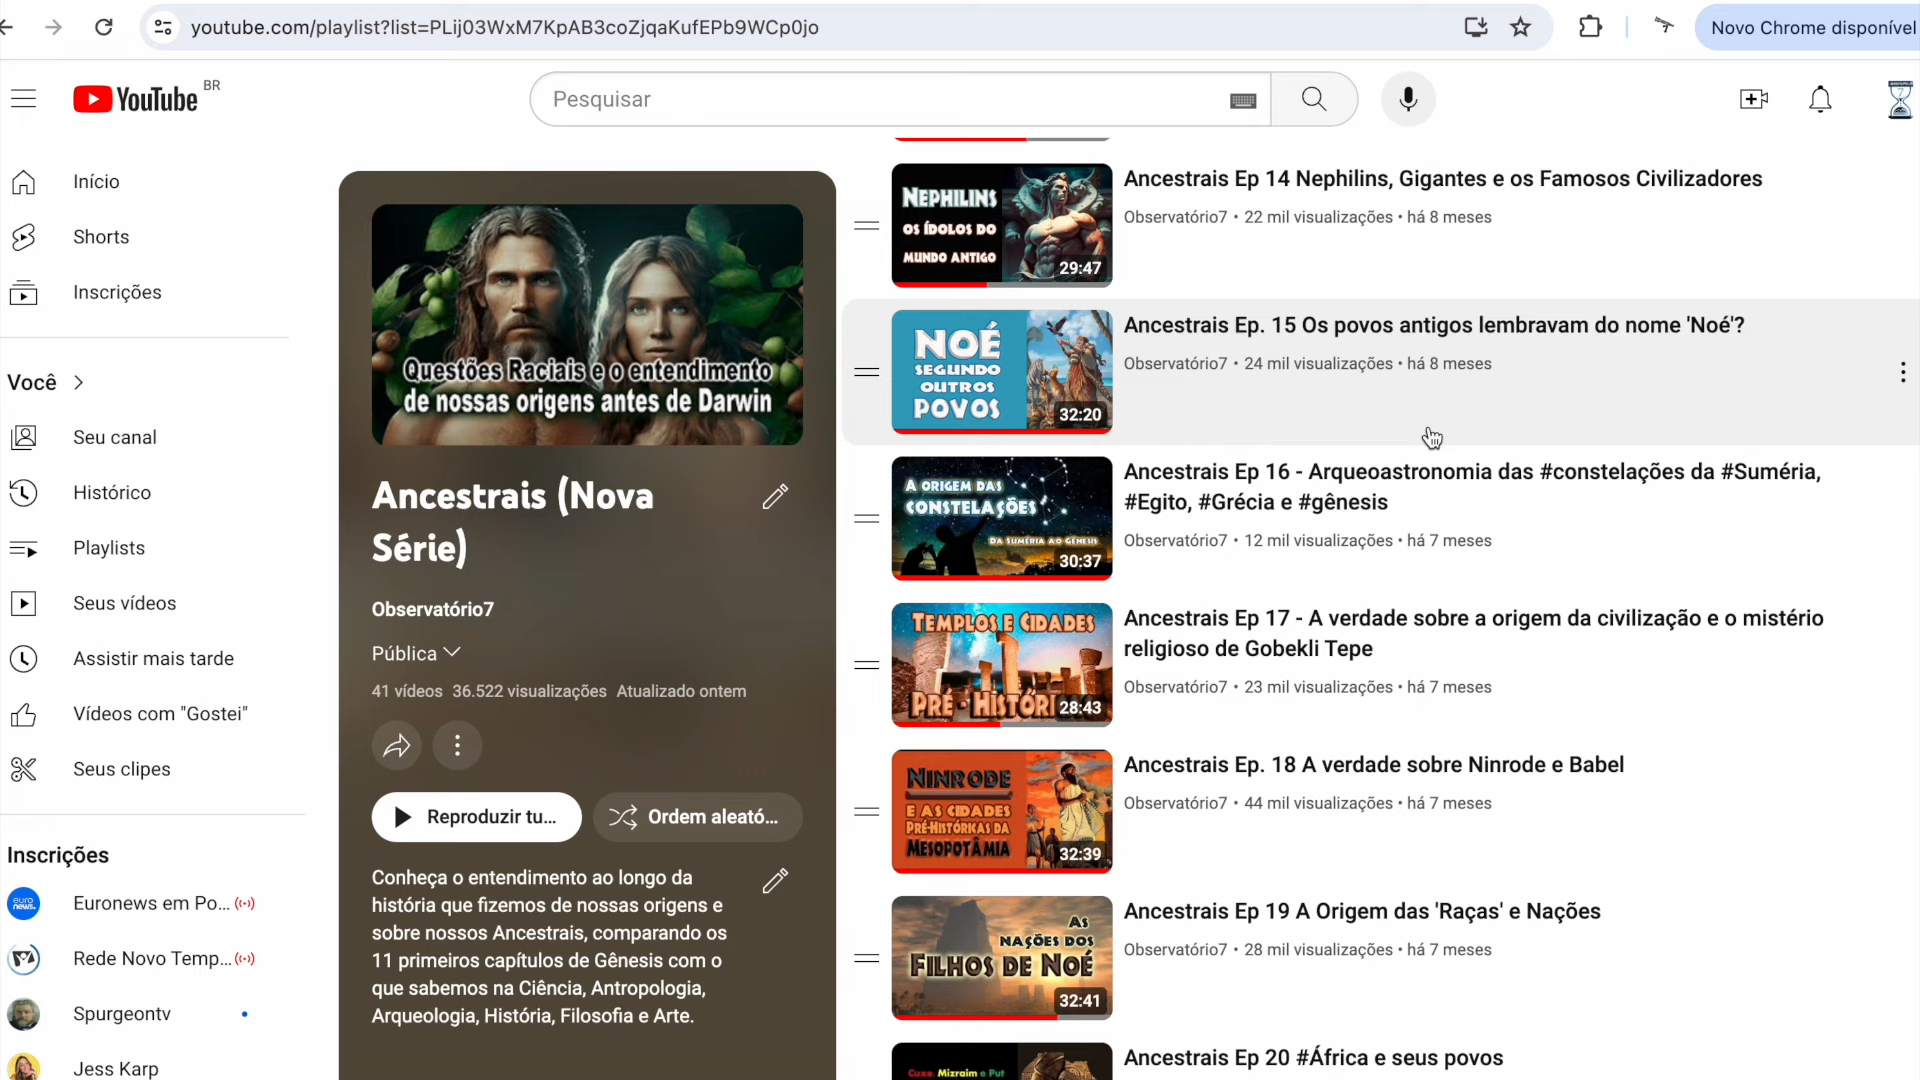 youtube.com/playlist?list=PLij03WxM7KpAB3coZjqaKufEPb9WCp0jo
Novo Chrome disponível
YouTube
BR
Pesquisar
7
Início
Shorts
Inscrições
Você
Seu canal
Histórico
Playlists
Seus vídeos
Assistir mais tarde
Vídeos com "Gostei"
Seus clipes
Inscrições
euro
news.
Euronews em Po...
Rede Novo Temp...
Spurgeontv
Jess Karp
Questões Raciais e o entendimento
de nossas origens antes de Darwin
Ancestrais (Nova
Série)
Observatório7
Pública
41 vídeos 36.522 visualizações Atualizado ontem
Reproduzir tu...
Ordem aleató...
Conheça o entendimento ao longo da
história que fizemos de nossas origens e
sobre nossos Ancestrais, comparando os
11 primeiros capítulos de Gênesis com o
que sabemos na Ciência, Antropologia,
Arqueologia, História, Filosofia e Arte.
NEPHILINS
OS ÍDOLOS DO
MUNDO ANTIGO
29:47
Ancestrais Ep 14 Nephilins, Gigantes e os Famosos Civilizadores
Observatório7 • 22 mil visualizações • há 8 meses
NOÉ
SEGUNDO
OUTROS
POVOS
32:20
Ancestrais Ep. 15 Os povos antigos lembravam do nome 'Noé'?
Observatório7 • 24 mil visualizações • há 8 meses
A ORIGEM DAS
CONSTELAÇÕES
DA SUMÉRIA AO GÊNESIS
30:37
Ancestrais Ep 16 - Arqueoastronomia das #constelações da #Suméria,
#Egito, #Grécia e #gênesis
Observatório7 • 12 mil visualizações • há 7 meses
TEMPLOS E CIDADES
PRÉ-HISTÓRI
28:43
Ancestrais Ep 17 - A verdade sobre a origem da civilização e o mistério
religioso de Gobekli Tepe
Observatório7 • 23 mil visualizações • há 7 meses
NINRODE
E AS CIDADES
PRÉ-HISTÓRICAS DA
MESOPOTÂMIA
32:39
Ancestrais Ep. 18 A verdade sobre Ninrode e Babel
Observatório7 • 44 mil visualizações • há 7 meses
AS
NAÇÕES DOS
FILHOS DE NOÉ
32:41
Ancestrais Ep 19 A Origem das 'Raças' e Nações
Observatório7 • 28 mil visualizações • há 7 meses
Cuxe, Mizraim e Put
Ancestrais Ep 20 #África e seus povos